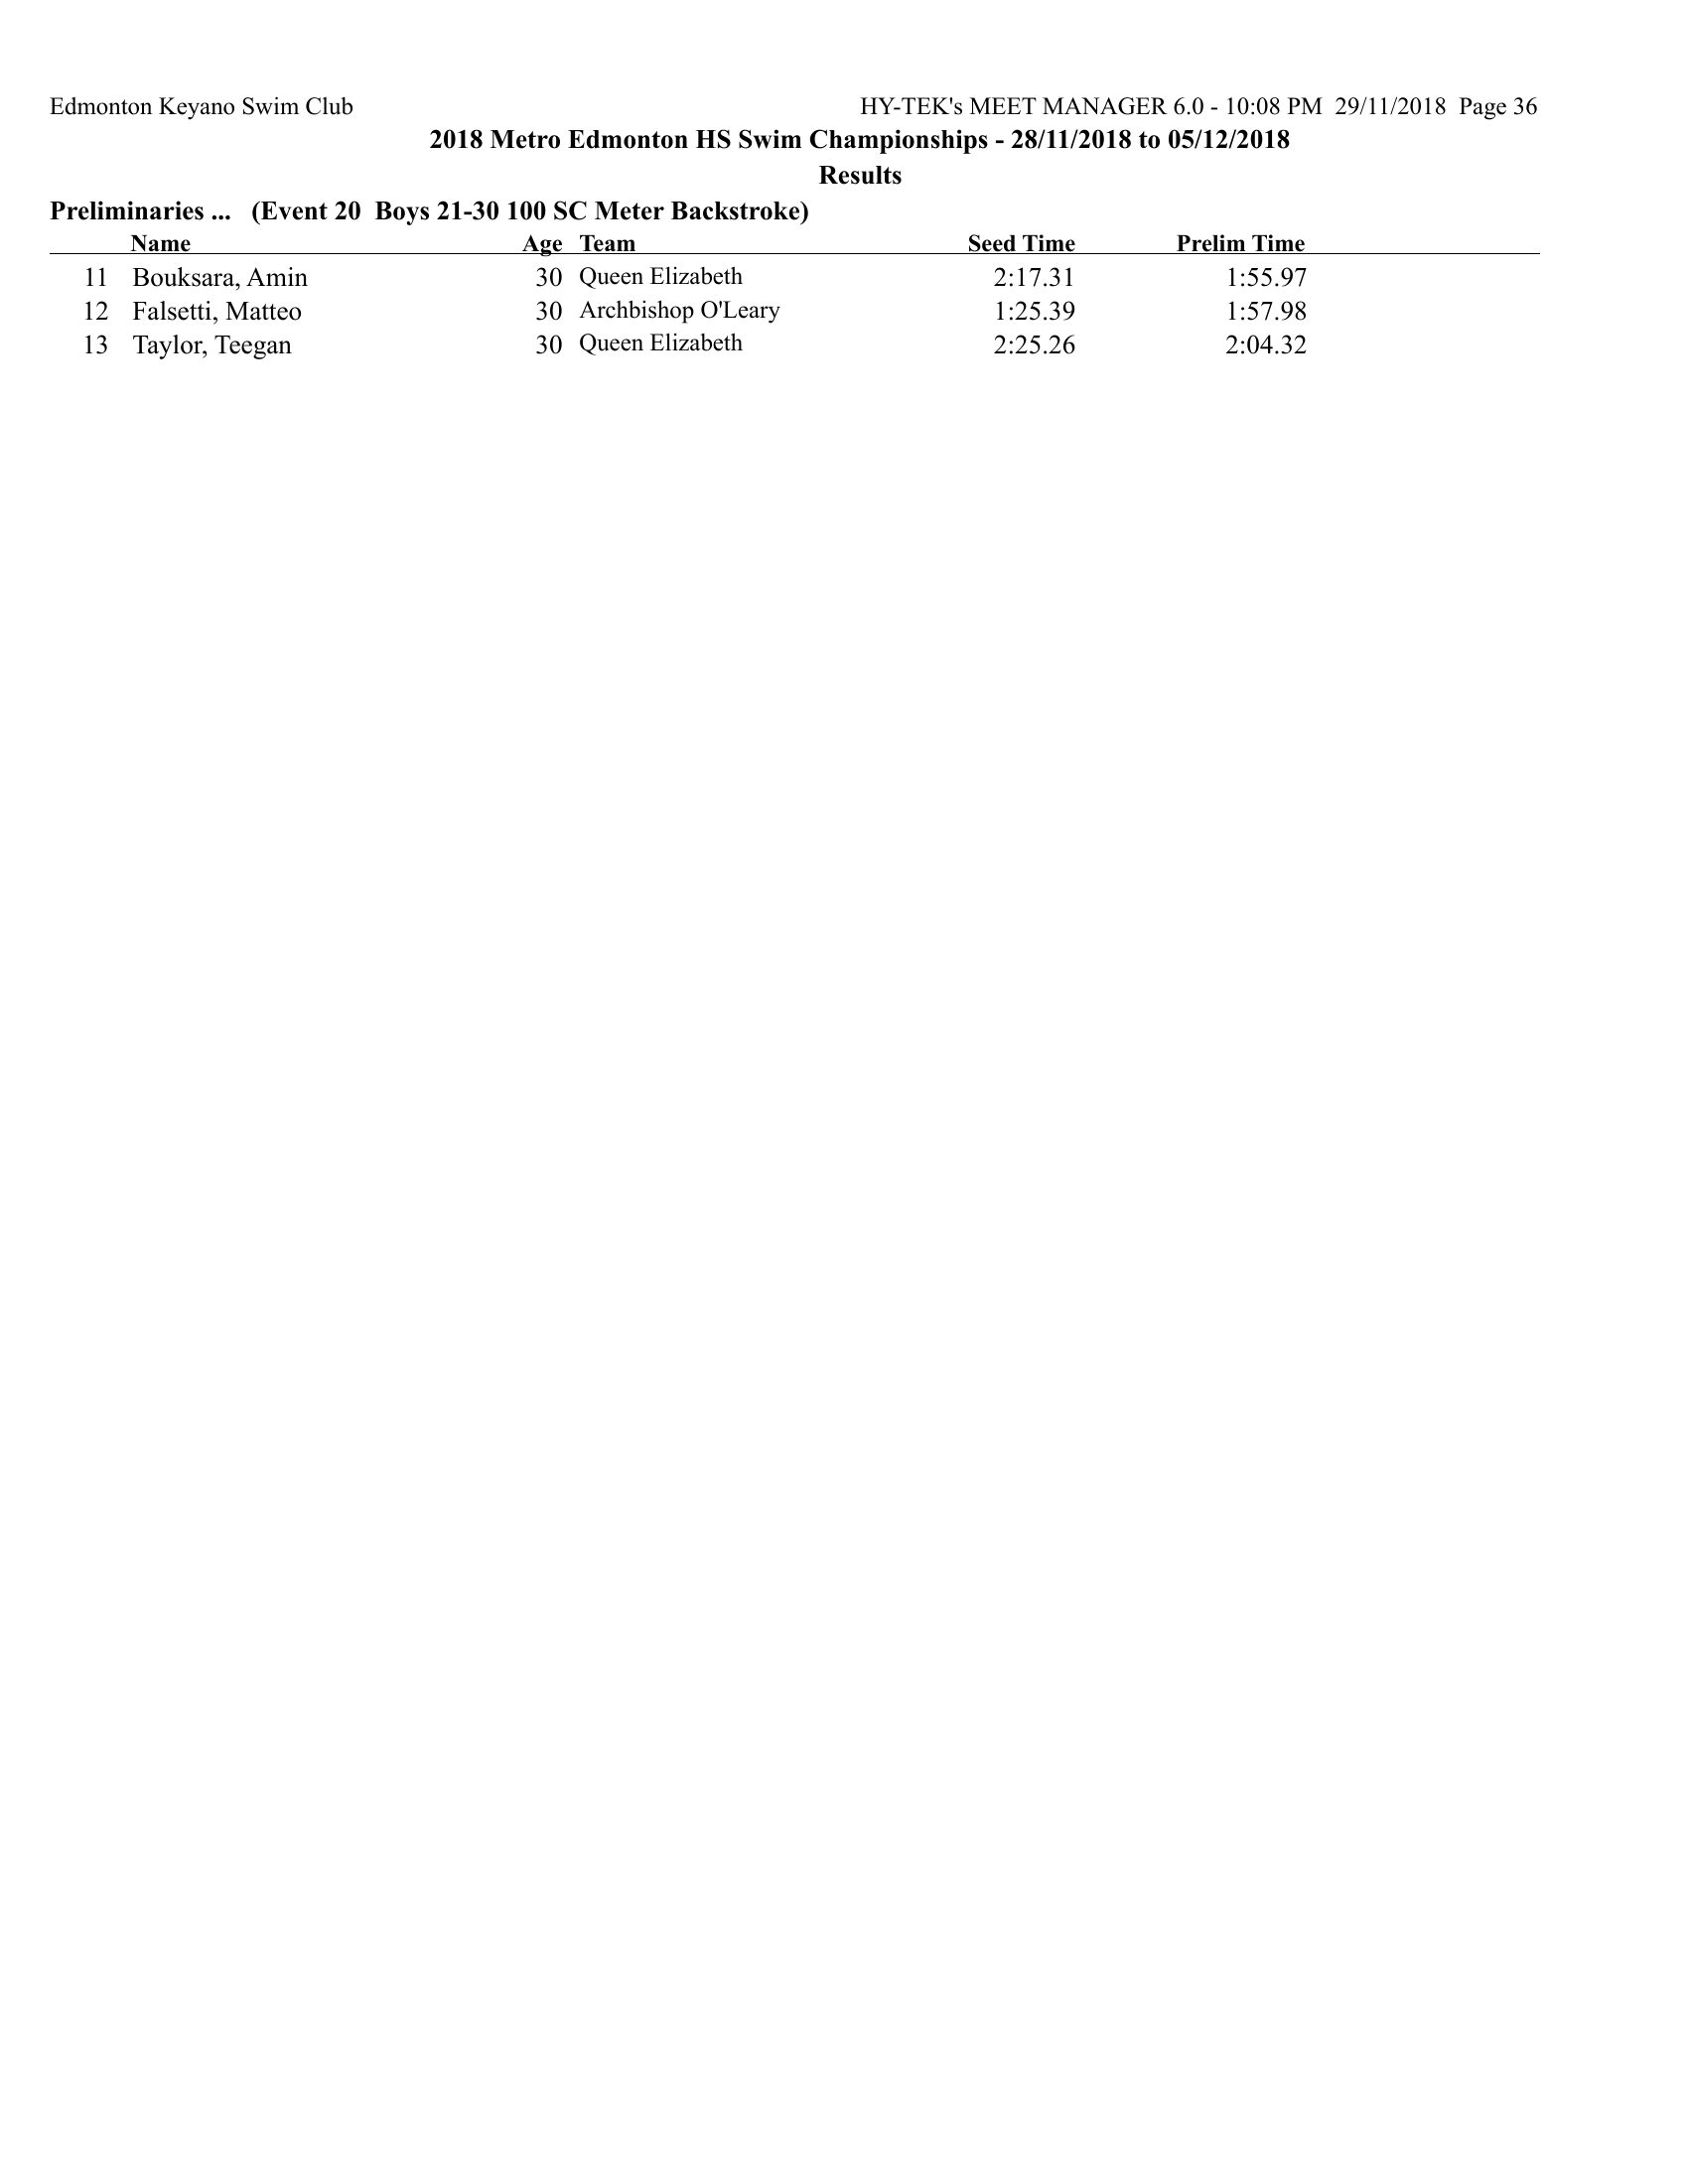 Edmonton Keyano Swim Club HY-TEK's MEET MANAGER 6.0 - 10:08 PM 29/11/2018 Page 36
2018 Metro Edmonton HS Swim Championships - 28/11/2018 to 05/12/2018
Results
Preliminaries ... (Event 20 Boys 21-30 100 SC Meter Backstroke)
Name Age Team Seed Time Prelim Time
11 Bouksara, Amin 30 Queen Elizabeth 2:17.31 1:55.97
12 Falsetti, Matteo 30 Archbishop O'Leary 1:25.39 1:57.98
13 Taylor, Teegan 30 Queen Elizabeth 2:25.26 2:04.32